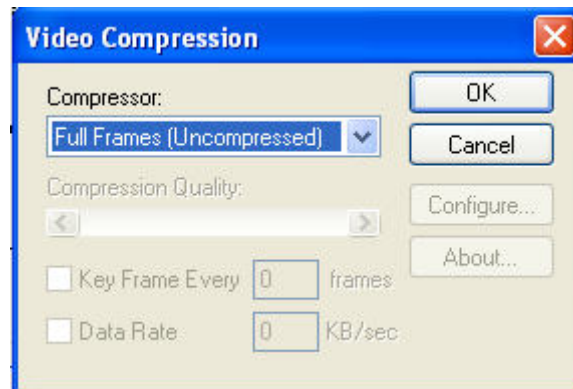 Video Compression
Compressor:
Full Frames (Uncompressed)
Compression Quality:
Key Frame Every 0 frames
Data Rate 0 KB/sec
OK
Cancel
Configure...
About...